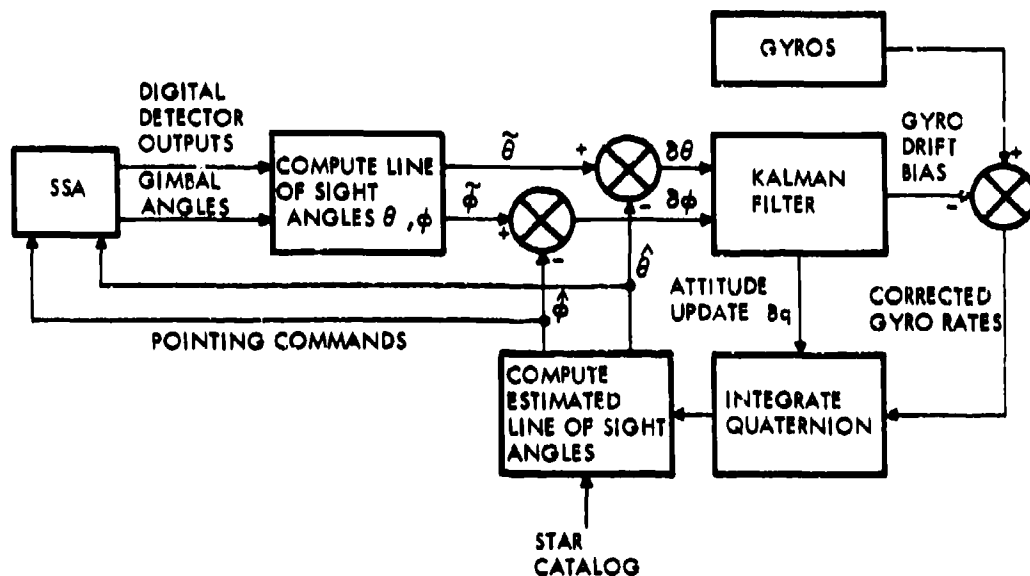 GYROS
DIGITAL
DETECTOR
OUTPUTS
GIMBAL
ANGLES
SSA
COMPUTE LINE
OF SIGHT
ANGLES θ , ϕ
θ̃
ϕ̃
+
-
+
-
δθ
δϕ
KALMAN
FILTER
GYRO
DRIFT
BIAS
+
-
θ̂
ϕ̂
POINTING COMMANDS
ATTITUDE
UPDATE δq
CORRECTED
GYRO RATES
COMPUTE
ESTIMATED
LINE OF SIGHT
ANGLES
INTEGRATE
QUATERNION
STAR
CATALOG